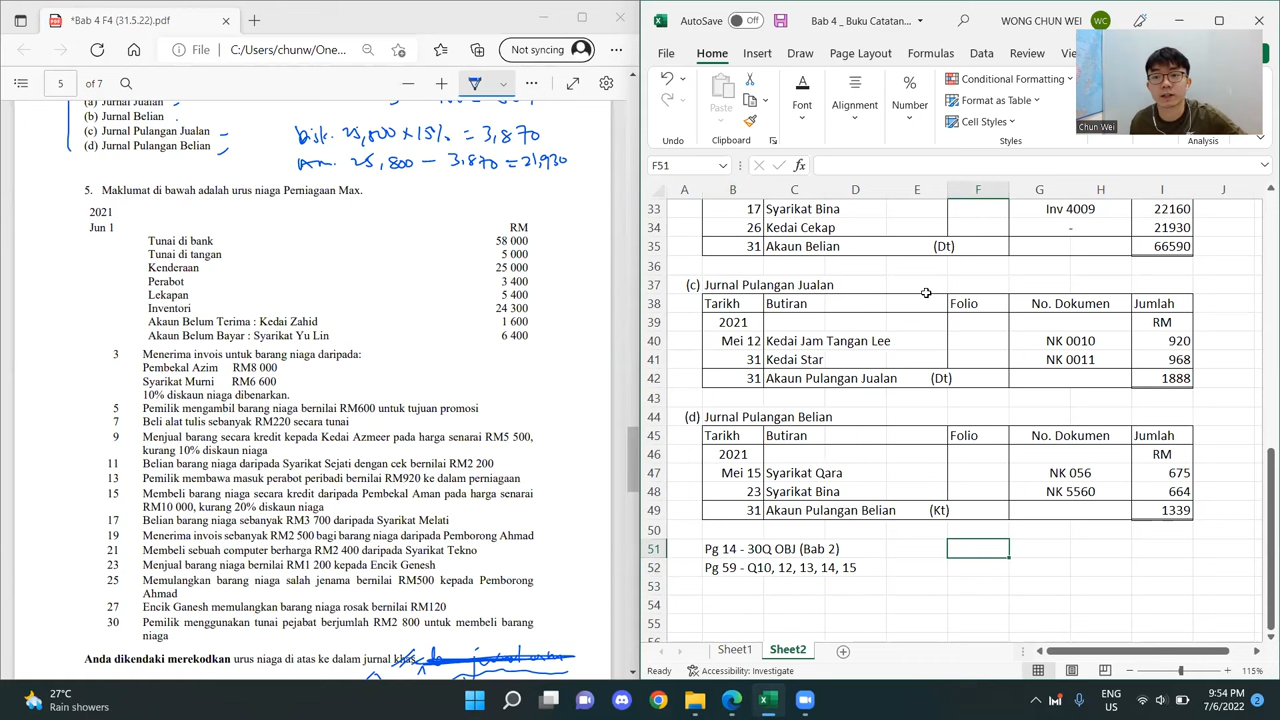 *Bab 4 F4 (31.5.22).pdf
File
C:/Users/chunw/One...
Not syncing
5
of 7
(a) Jurnal Jualan
(b) Jurnal Belian
(c) Jurnal Pulangan Jualan
(d) Jurnal Pulangan Belian
25,800 x 15% = 3,870
25,800 - 3,870 = 21,930
5. Maklumat di bawah adalah urus niaga Perniagaan Max.
2021
Jun 1 RM
Tunai di bank 58 000
Tunai di tangan 5 000
Kenderaan 25 000
Perabot 3 400
Lekapan 5 400
Inventori 24 300
Akaun Belum Terima : Kedai Zahid 1 600
Akaun Belum Bayar : Syarikat Yu Lin 6 400
3 Menerima invois untuk barang niaga daripada:
Pembekal Azim RM8 000
Syarikat Murni RM6 600
10% diskaun niaga dibenarkan.
5 Pemilik mengambil barang niaga bernilai RM600 untuk tujuan promosi
7 Beli alat tulis sebanyak RM220 secara tunai
9 Menjual barang secara kredit kepada Kedai Azmeer pada harga senarai RM5 500,
kurang 10% diskaun niaga
11 Belian barang niaga daripada Syarikat Sejati dengan cek bernilai RM2 200
13 Pemilik membawa masuk perabot peribadi bernilai RM920 ke dalam perniagaan
15 Membeli barang niaga secara kredit daripada Pembekal Aman pada harga senarai
RM10 000, kurang 20% diskaun niaga
17 Belian barang niaga sebanyak RM3 700 daripada Syarikat Melati
19 Menerima invois sebanyak RM2 500 bagi barang niaga daripada Pemborong Ahmad
21 Membeli sebuah computer berharga RM2 400 daripada Syarikat Tekno
23 Menjual barang niaga bernilai RM1 200 kepada Encik Genesh
25 Memulangkan barang niaga salah jenama bernilai RM500 kepada Pemborong
Ahmad
27 Encik Ganesh memulangkan barang niaga rosak bernilai RM120
30 Pemilik menggunakan tunai pejabat berjumlah RM2 800 untuk membeli barang
niaga
Anda dikendaki merekodkan urus niaga di atas ke dalam jurnal khas
AutoSave Off
Bab 4 _ Buku Catatan...
WONG CHUN WEI WC
File Home Insert Draw Page Layout Formulas Data Review
Paste
Font
Alignment
Number
Conditional Formatting
Format as Table
Cell Styles
Undo Clipboard Analysis
Chun Wei
F51 fx
A B C D E F G H I J
33 17 Syarikat Bina Inv 4009 22160
34 26 Kedai Cekap - 21930
35 31 Akaun Belian (Dt) 66590
36
37 (c) Jurnal Pulangan Jualan
38 Tarikh Butiran Folio No. Dokumen Jumlah
39 2021 RM
40 Mei 12 Kedai Jam Tangan Lee NK 0010 920
41 31 Kedai Star NK 0011 968
42 31 Akaun Pulangan Jualan (Dt) 1888
43
44 (d) Jurnal Pulangan Belian
45 Tarikh Butiran Folio No. Dokumen Jumlah
46 2021 RM
47 Mei 15 Syarikat Qara NK 056 675
48 23 Syarikat Bina NK 5560 664
49 31 Akaun Pulangan Belian (Kt) 1339
50
51 Pg 14 - 30Q OBJ (Bab 2)
52 Pg 59 - Q10, 12, 13, 14, 15
53
54
55
Sheet1 Sheet2
Ready Accessibility: Investigate 115%
27°C
Rain showers
ENG
US
9:54 PM
7/6/2022